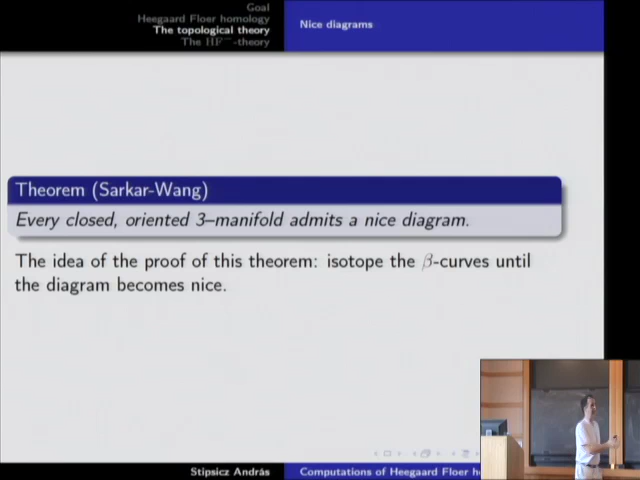 Goal
Heegaard Floer homology
The topological theory
The HF⁻-theory
Nice diagrams
Theorem (Sarkar-Wang)
Every closed, oriented 3–manifold admits a nice diagram.
The idea of the proof of this theorem: isotope the β-curves until
the diagram becomes nice.
Stipsicz András
Computations of Heegaard Floer h